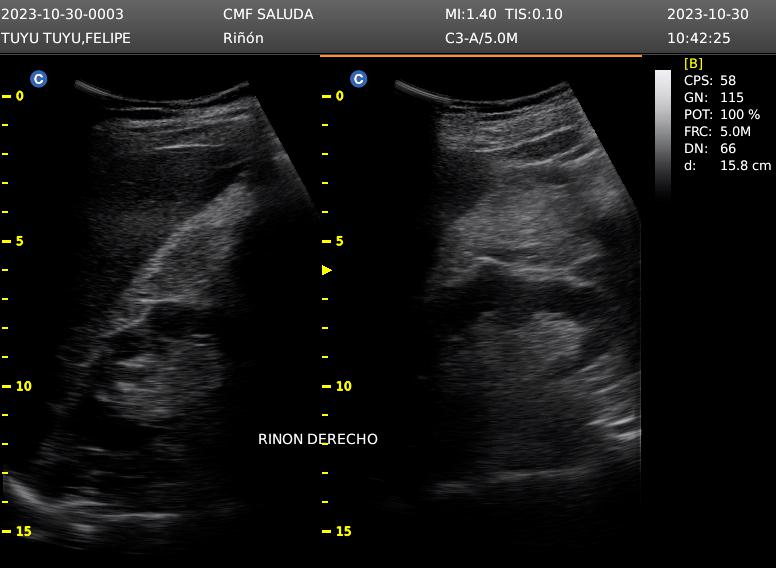 2023-10-30-0003 CMF SALUDA MI:1.40 TIS:0.10 2023-10-30
TUYU TUYU,FELIPE Riñón C3-A/5.0M 10:42:25
[B]
CPS: 58
GN: 115
POT: 100 %
FRC: 5.0M
DN: 66
d: 15.8 cm
C C
0 0
5 5
10 10
RINON DERECHO
15 15